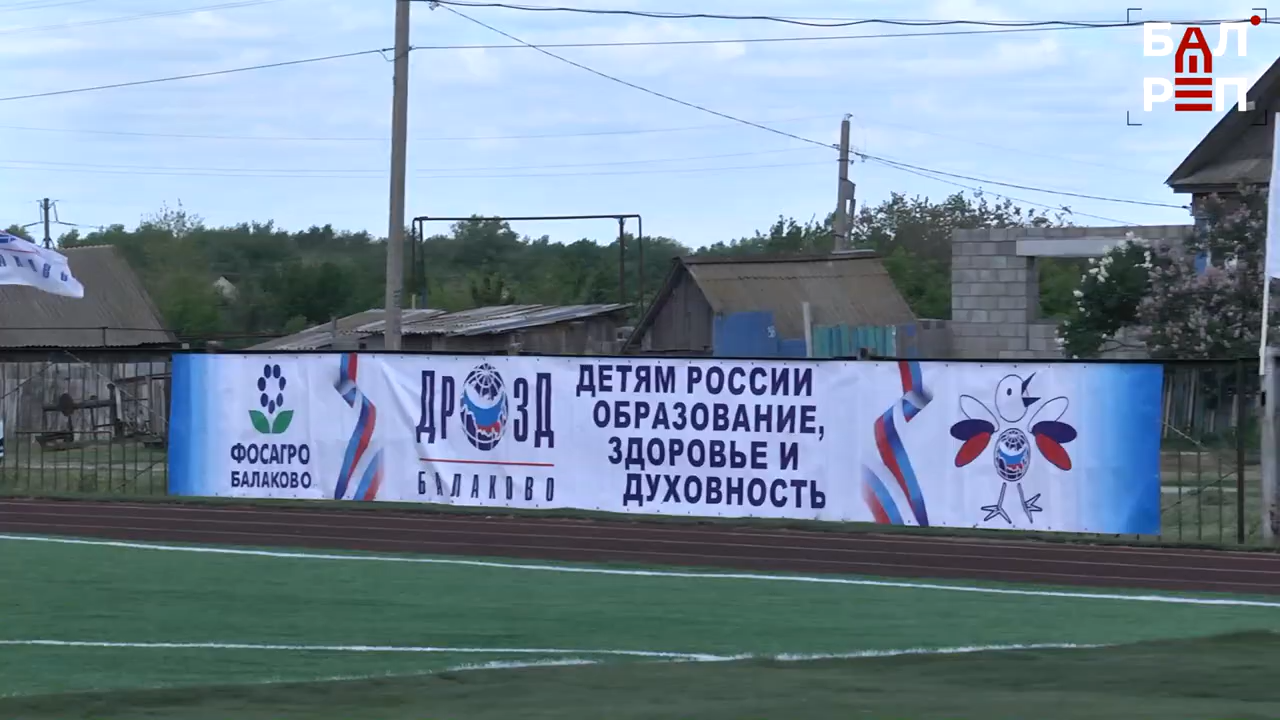 БАЛ
РЕП
ФОСАГРО
БАЛАКОВО
ДРОЗД
БАЛАКОВО
ДЕТЯМ РОССИИ
ОБРАЗОВАНИЕ,
ЗДОРОВЬЕ И
ДУХОВНОСТЬ